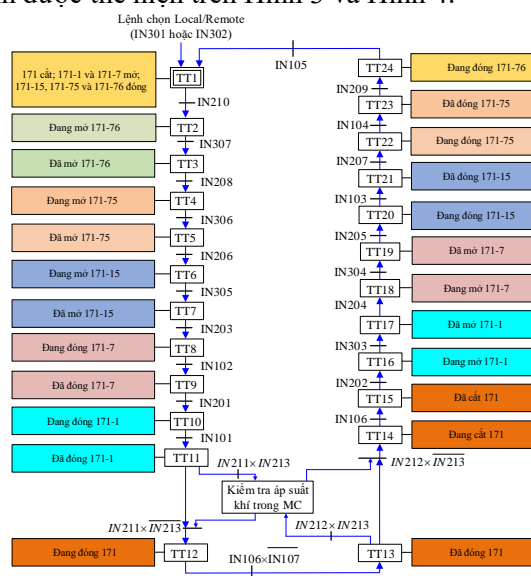 được thể hiện trên Hình 3 và Hình 4.
Lệnh chọn Local/Remote
(IN301 hoặc IN302)
IN105
171 cắt; 171-1 và 171-7 mở;
171-15, 171-75 và 171-76 đóng
TT1
TT24
Đang đóng 171-76
IN210
IN209
Đang mở 171-76
TT2
TT23
Đã đóng 171-75
IN307
IN104
Đã mở 171-76
TT3
TT22
Đang đóng 171-75
IN208
IN207
Đang mở 171-75
TT4
TT21
Đã đóng 171-15
IN306
IN103
Đã mở 171-75
TT5
TT20
Đang đóng 171-15
IN206
IN205
Đang mở 171-15
TT6
TT19
Đã mở 171-7
IN305
IN304
Đã mở 171-15
TT7
TT18
Đang mở 171-7
IN203
IN204
Đang đóng 171-7
TT8
TT17
Đã mở 171-1
IN102
IN303
Đã đóng 171-7
TT9
TT16
Đang mở 171-1
IN201
IN202
Đang đóng 171-1
TT10
TT15
Đã cắt 171
IN101
IN106
Đã đóng 171-1
TT11
TT14
Đang cắt 171
IN211×IN213
IN212×I̅N̅2̅1̅3̅
Kiểm tra áp suất
khí trong MC
IN211×I̅N̅2̅1̅3̅
IN212×IN213
Đang đóng 171
TT12
TT13
Đã đóng 171
IN106×I̅N̅1̅0̅7̅